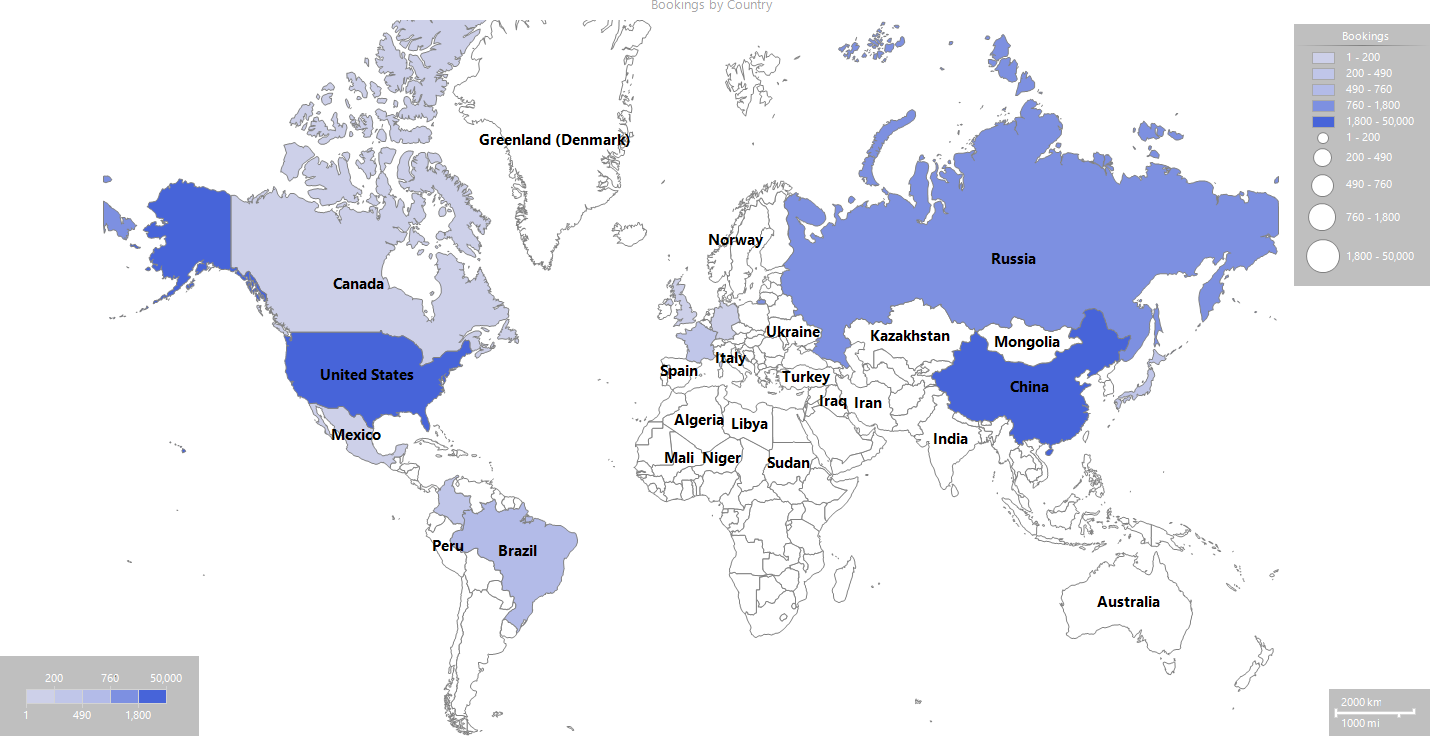 Bookings by Country
Bookings
1 - 200
200 - 490
490 - 760
760 - 1,800
1,800 - 50,000
1 - 200
200 - 490
490 - 760
760 - 1,800
1,800 - 50,000
Greenland (Denmark)
Norway
Russia
Canada
Ukraine
Kazakhstan
Mongolia
Italy
Spain
United States
Turkey
China
Iraq
Iran
Algeria
Libya
Mexico
India
Mali
Niger
Sudan
Peru
Brazil
Australia
200 760 50,000
1 490 1,800
2000 km
1000 mi